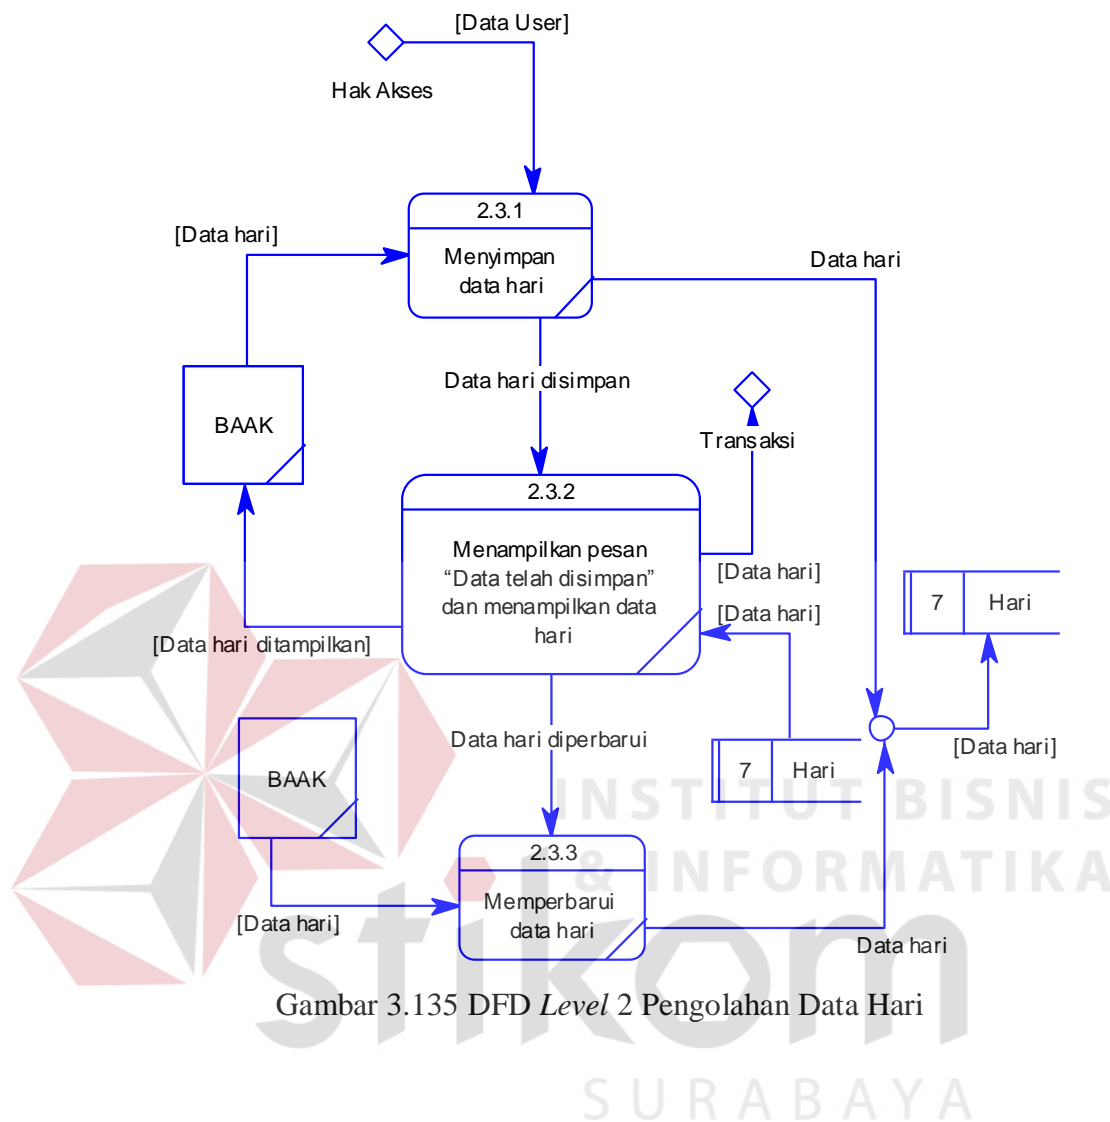 [Data User]
Hak Akses
2.3.1
Menyimpan
data hari
[Data hari]
Data hari
Data hari disimpan
BAAK
Transaksi
2.3.2
Menampilkan pesan
“Data telah disimpan”
dan menampilkan data
hari
[Data hari]
[Data hari]
7 Hari
[Data hari ditampilkan]
Data hari diperbarui
[Data hari]
BAAK
7 Hari
2.3.3
Memperbarui
data hari
[Data hari]
Data hari
Gambar 3.135 DFD Level 2 Pengolahan Data Hari
INSTITUT BISNIS
& INFORMATIKA
stikom
SURABAYA